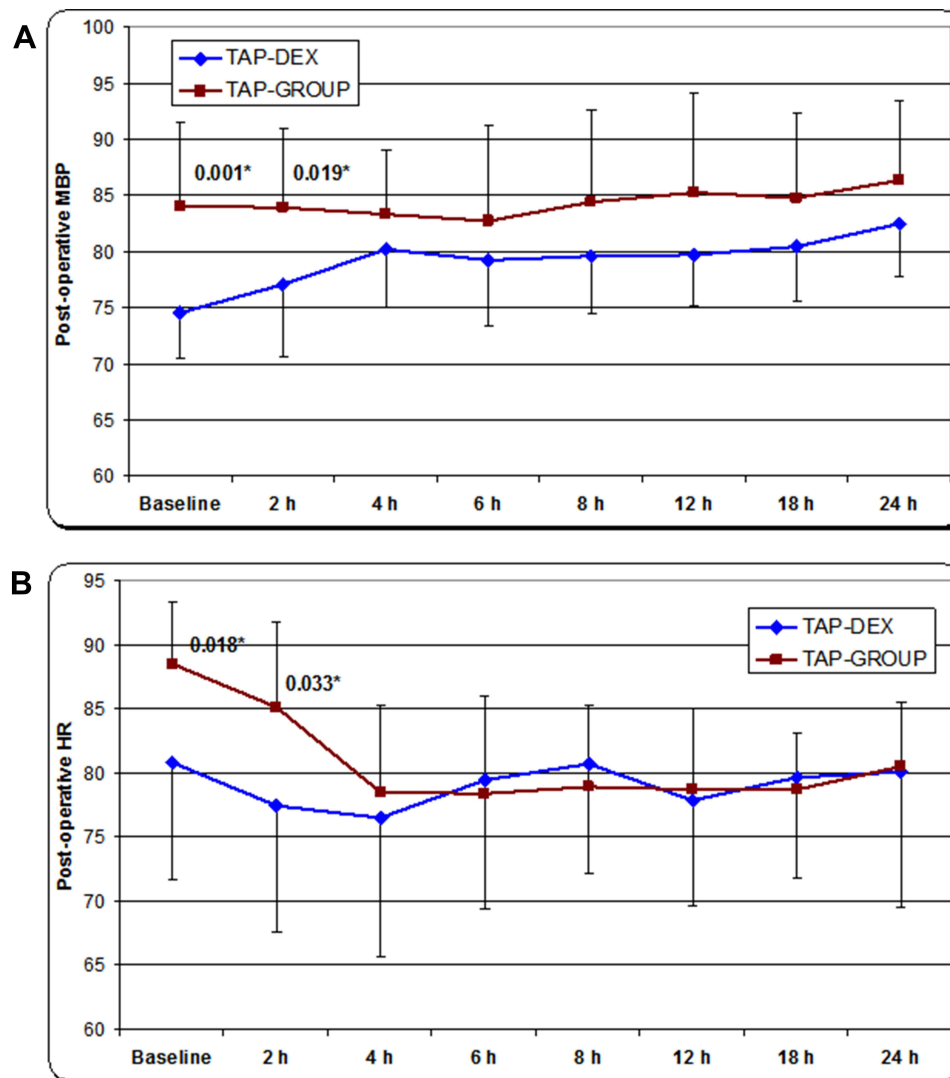 A
100
95
90
85
80
75
70
65
60
Post-operative MBP
TAP-DEX
TAP-GROUP
0.001*
0.019*
Baseline 2 h 4 h 6 h 8 h 12 h 18 h 24 h
B
95
90
85
80
75
70
65
60
Post-operative HR
TAP-DEX
TAP-GROUP
0.018*
0.033*
Baseline 2 h 4 h 6 h 8 h 12 h 18 h 24 h